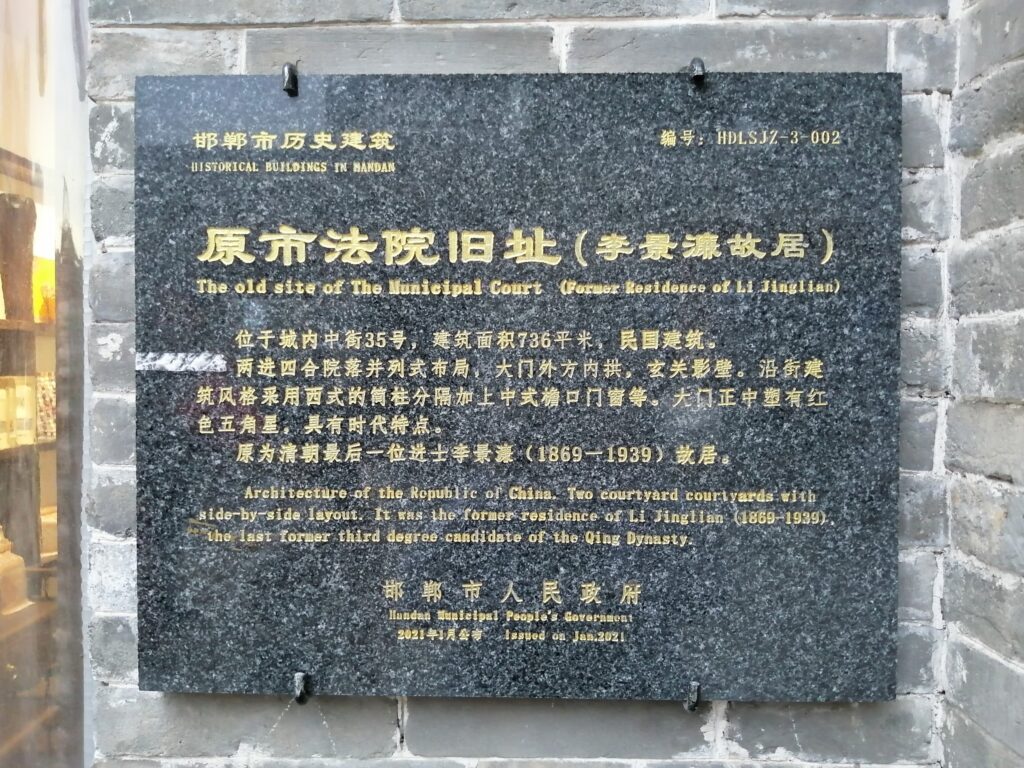 邯郸市历史建筑
编号：HDLSJZ-3-002
HISTORICAL BUILDINGS IN HANDAN
原市法院旧址（李景濂故居）
The old site of The Municipal Court (Former Residence of Li Jinglian)
位于城内中街35号，建筑面积736平米，民国建筑。
两进四合院落并列式布局，大门外方内拱，玄关影壁。沿街建
筑风格采用西式的筒柱分隔加上中式檐口门窗等。大门正中塑有红
色五角星，具有时代特点。
原为清朝最后一位进士李景濂（1869—1939）故居。
Architecture of the Republic of China. Two courtyard courtyards with
side-by-side layout. It was the former residence of Li Jinglian (1869-1939),
the last former third degree candidate of the Qing Dynasty.
邯郸市人民政府
Handan Municipal People's Government
2021年1月公布 Issued on Jan.2021